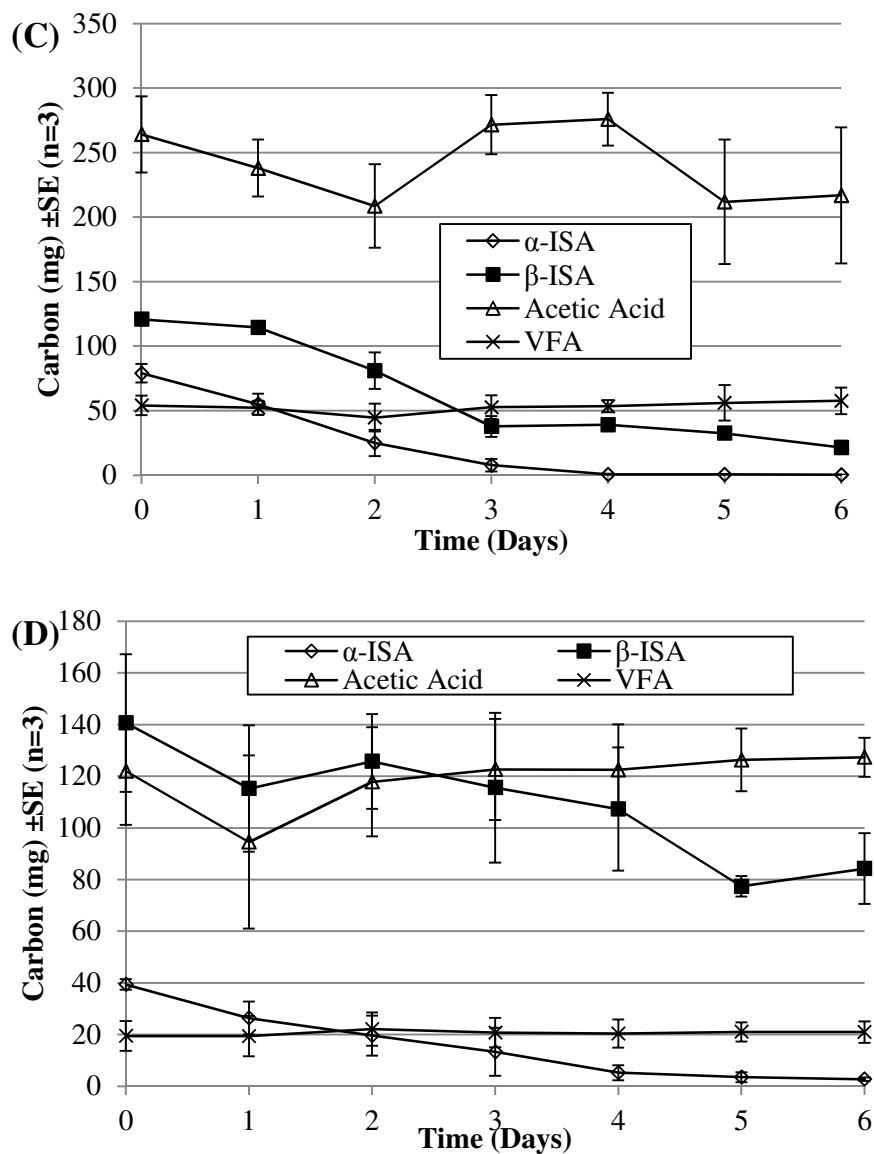 (C)
350
300
250
200
150
100
50
0
Carbon (mg) ±SE (n=3)
α-ISA
β-ISA
Acetic Acid
VFA
0 1 2 3 4 5 6
Time (Days)
(D)
180
160
140
120
100
80
60
40
20
0
Carbon (mg) ±SE (n=3)
α-ISA β-ISA
Acetic Acid VFA
0 1 2 3 4 5 6
Time (Days)